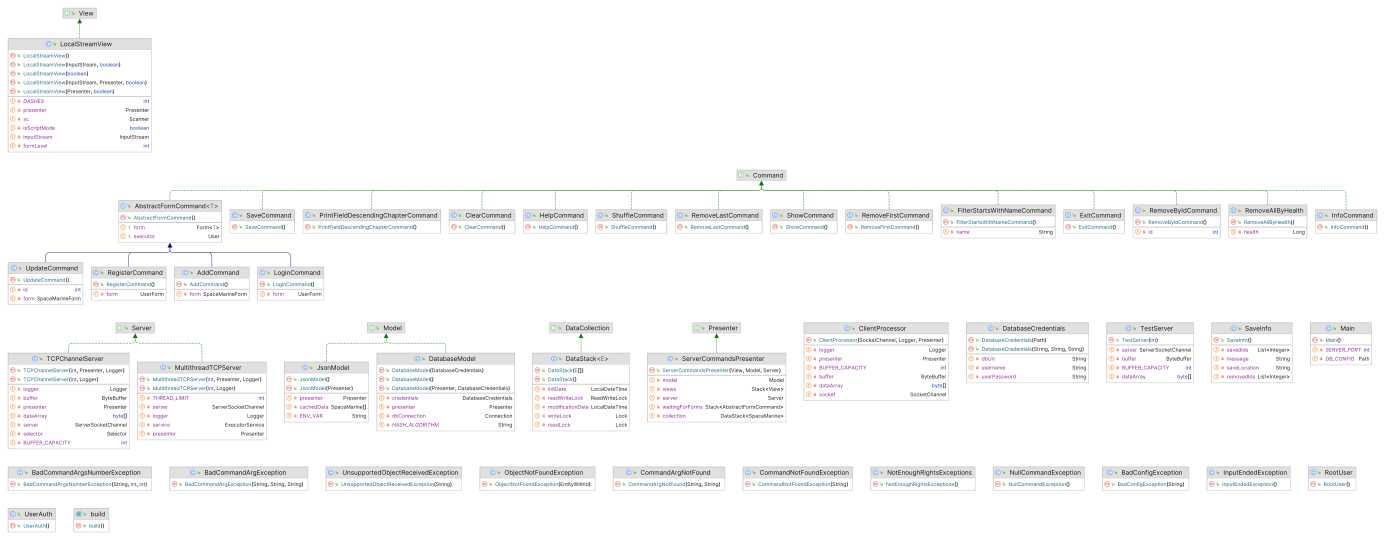 View
LocalStreamView
LocalStreamView()
LocalStreamView(InputStream, boolean)
LocalStreamView(boolean)
LocalStreamView(InputStream, Presenter, boolean)
LocalStreamView(Presenter, boolean)
DASHES int
presenter Presenter
sc Scanner
isScriptMode boolean
inputStream InputStream
formLevel int
Command
AbstractFormCommand<T>
AbstractFormCommand()
form Form<T>
executor User
SaveCommand
SaveCommand()
PrintFieldDescendingChapterCommand
PrintFieldDescendingChapterCommand()
ClearCommand
ClearCommand()
HelpCommand
HelpCommand()
ShuffleCommand
ShuffleCommand()
RemoveLastCommand
RemoveLastCommand()
ShowCommand
ShowCommand()
RemoveFirstCommand
RemoveFirstCommand()
FilterStartsWithNameCommand
FilterStartsWithNameCommand()
name String
ExitCommand
ExitCommand()
RemoveByIdCommand
RemoveByIdCommand()
id int
RemoveAllByHealth
RemoveAllByHealth()
health Long
InfoCommand
InfoCommand()
UpdateCommand
UpdateCommand()
id int
form SpaceMarineForm
RegisterCommand
RegisterCommand()
form UserForm
AddCommand
AddCommand()
form SpaceMarineForm
LoginCommand
LoginCommand()
form UserForm
Server
TCPChannelServer
TCPChannelServer(int, Presenter, Logger)
TCPChannelServer(int, Logger)
logger Logger
buffer ByteBuffer
presenter Presenter
dataArray byte[]
server ServerSocketChannel
selector Selector
BUFFER_CAPACITY int
MultithreadTCPServer
MultithreadTCPServer(int, Presenter, Logger)
MultithreadTCPServer(int, Logger)
THREAD_LIMIT int
server ServerSocketChannel
logger Logger
service ExecutorService
presenter Presenter
Model
JsonModel
JsonModel()
JsonModel(Presenter)
presenter Presenter
cachedData SpaceMarine[]
ENV_VAR String
DatabaseModel
DatabaseModel(DatabaseCredentials)
DatabaseModel()
DatabaseModel(Presenter, DatabaseCredentials)
credentials DatabaseCredentials
presenter Presenter
dbConnection Connection
HASH_ALGORITHM String
DataCollection
DataStack<E>
DataStack(E[])
DataStack()
initDate LocalDateTime
readWriteLock ReadWriteLock
modificationDate LocalDateTime
writeLock Lock
readLock Lock
Presenter
ServerCommandsPresenter
ServerCommandsPresenter(View, Model, Server)
model Model
views Stack<View>
server Server
waitingForForms Stack<AbstractFormCommand>
collection DataStack<SpaceMarine>
ClientProcessor
ClientProcessor(SocketChannel, Logger, Presenter)
logger Logger
presenter Presenter
BUFFER_CAPACITY int
buffer ByteBuffer
dataArray byte[]
socket SocketChannel
DatabaseCredentials
DatabaseCredentials(Path)
DatabaseCredentials(String, String, String)
dbUrl String
username String
userPassword String
TestServer
TestServer(int)
server ServerSocketChannel
buffer ByteBuffer
BUFFER_CAPACITY int
dataArray byte[]
SaveInfo
SaveInfo()
savedIds List<Integer>
message String
saveLocation String
removedIds List<Integer>
Main
Main()
SERVER_PORT int
DB_CONFIG Path
BadCommandArgsNumberException
BadCommandArgsNumberException(String, int, int)
BadCommandArgException
BadCommandArgException(String, String, String)
UnsupportedObjectReceivedException
UnsupportedObjectReceivedException(String)
ObjectNotFoundException
ObjectNotFoundException(EntityWithId)
CommandArgNotFound
CommandArgNotFound(String, String)
CommandNotFoundException
CommandNotFoundException(String)
NotEnoughRightsExceptions
NotEnoughRightsExceptions()
NullCommandException
NullCommandException()
BadConfigException
BadConfigException(String)
InputEndedException
InputEndedException()
RootUser
RootUser()
UserAuth
UserAuth()
build
build()